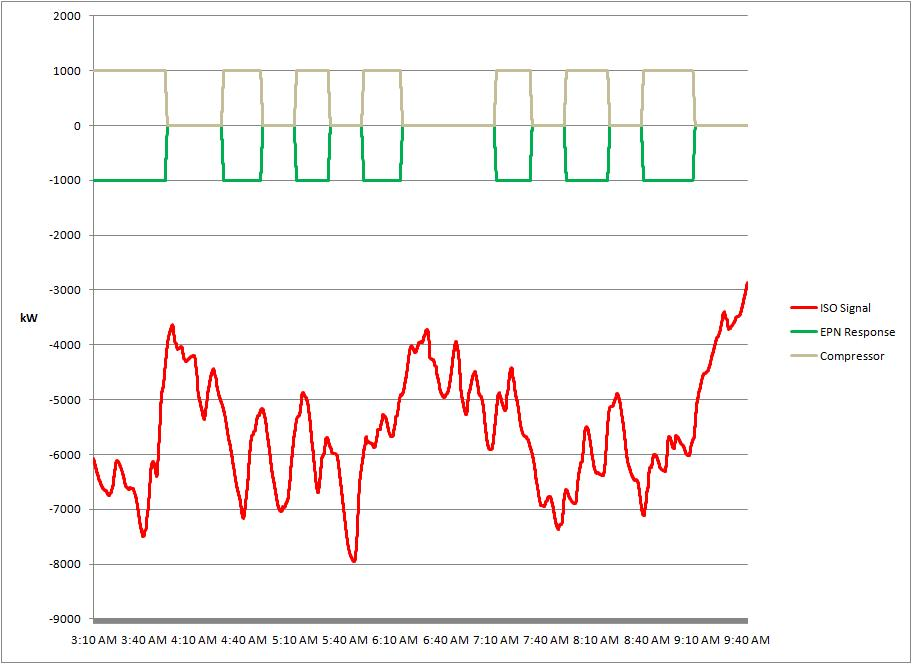 2000
1000
0
-1000
-2000
-3000
kW
ISO Signal
EPN Response
-4000
Compressor
-5000
-6000
-7000
-8000
-9000
3:10 AM 3:40 AM 4:10 AM 4:40 AM 5:10 AM 5:40 AM 6:10 AM 6:40 AM 7:10 AM 7:40 AM 8:10 AM 8:40 AM 9:10 AM 9:40 AM